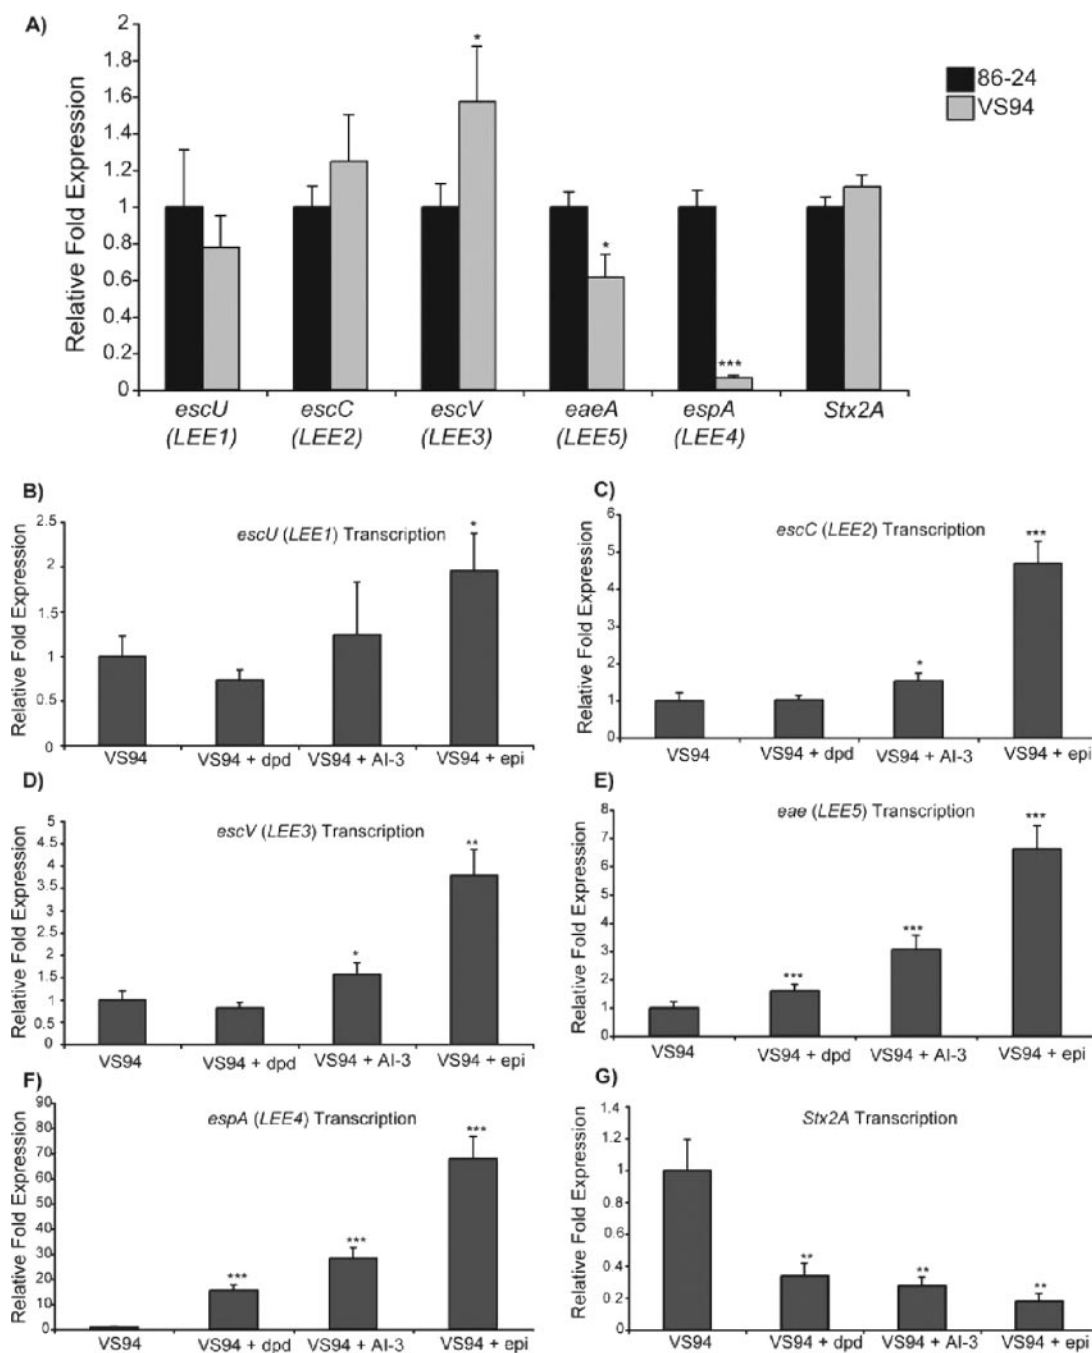 A)
2
1.8
1.6
1.4
1.2
1
0.8
0.6
0.4
0.2
0
Relative Fold Expression
*
*
***
86-24
VS94
escU escC escV eaeA espA Stx2A
(LEE1) (LEE2) (LEE3) (LEE5) (LEE4)
B)
escU (LEE1) Transcription
Relative Fold Expression
2.5
2
1.5
1
0.5
0
*
VS94 VS94 + dpd VS94 + AI-3 VS94 + epi
C)
escC (LEE2) Transcription
Relative Fold Expression
6
5
4
3
2
1
0
*
***
VS94 VS94 + dpd VS94 + AI-3 VS94 + epi
D)
escV (LEE3) Transcription
Relative Fold Expression
5
4.5
4
3.5
3
2.5
2
1.5
1
0.5
0
*
**
VS94 VS94 + dpd VS94 + AI-3 VS94 + epi
E)
eae (LEE5) Transcription
Relative Fold Expression
8
7
6
5
4
3
2
1
0
***
***
***
VS94 VS94 + dpd VS94 + AI-3 VS94 + epi
F)
espA (LEE4) Transcription
Relative Fold Expression
90
80
70
60
50
40
30
20
10
0
***
***
***
VS94 VS94 + dpd VS94 + AI-3 VS94 + epi
G)
Stx2A Transcription
Relative Fold Expression
1.4
1.2
1
0.8
0.6
0.4
0.2
0
**
**
**
VS94 VS94 + dpd VS94 + AI-3 VS94 + epi